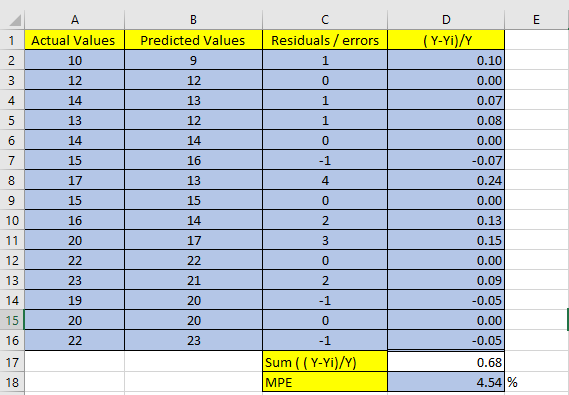 A B C D E
1 Actual Values Predicted Values Residuals / errors ( Y-Yi)/Y
2 10 9 1 0.10
3 12 12 0 0.00
4 14 13 1 0.07
5 13 12 1 0.08
6 14 14 0 0.00
7 15 16 -1 -0.07
8 17 13 4 0.24
9 15 15 0 0.00
10 16 14 2 0.13
11 20 17 3 0.15
12 22 22 0 0.00
13 23 21 2 0.09
14 19 20 -1 -0.05
15 20 20 0 0.00
16 22 23 -1 -0.05
17 Sum ( ( Y-Yi)/Y) 0.68
18 MPE 4.54 %